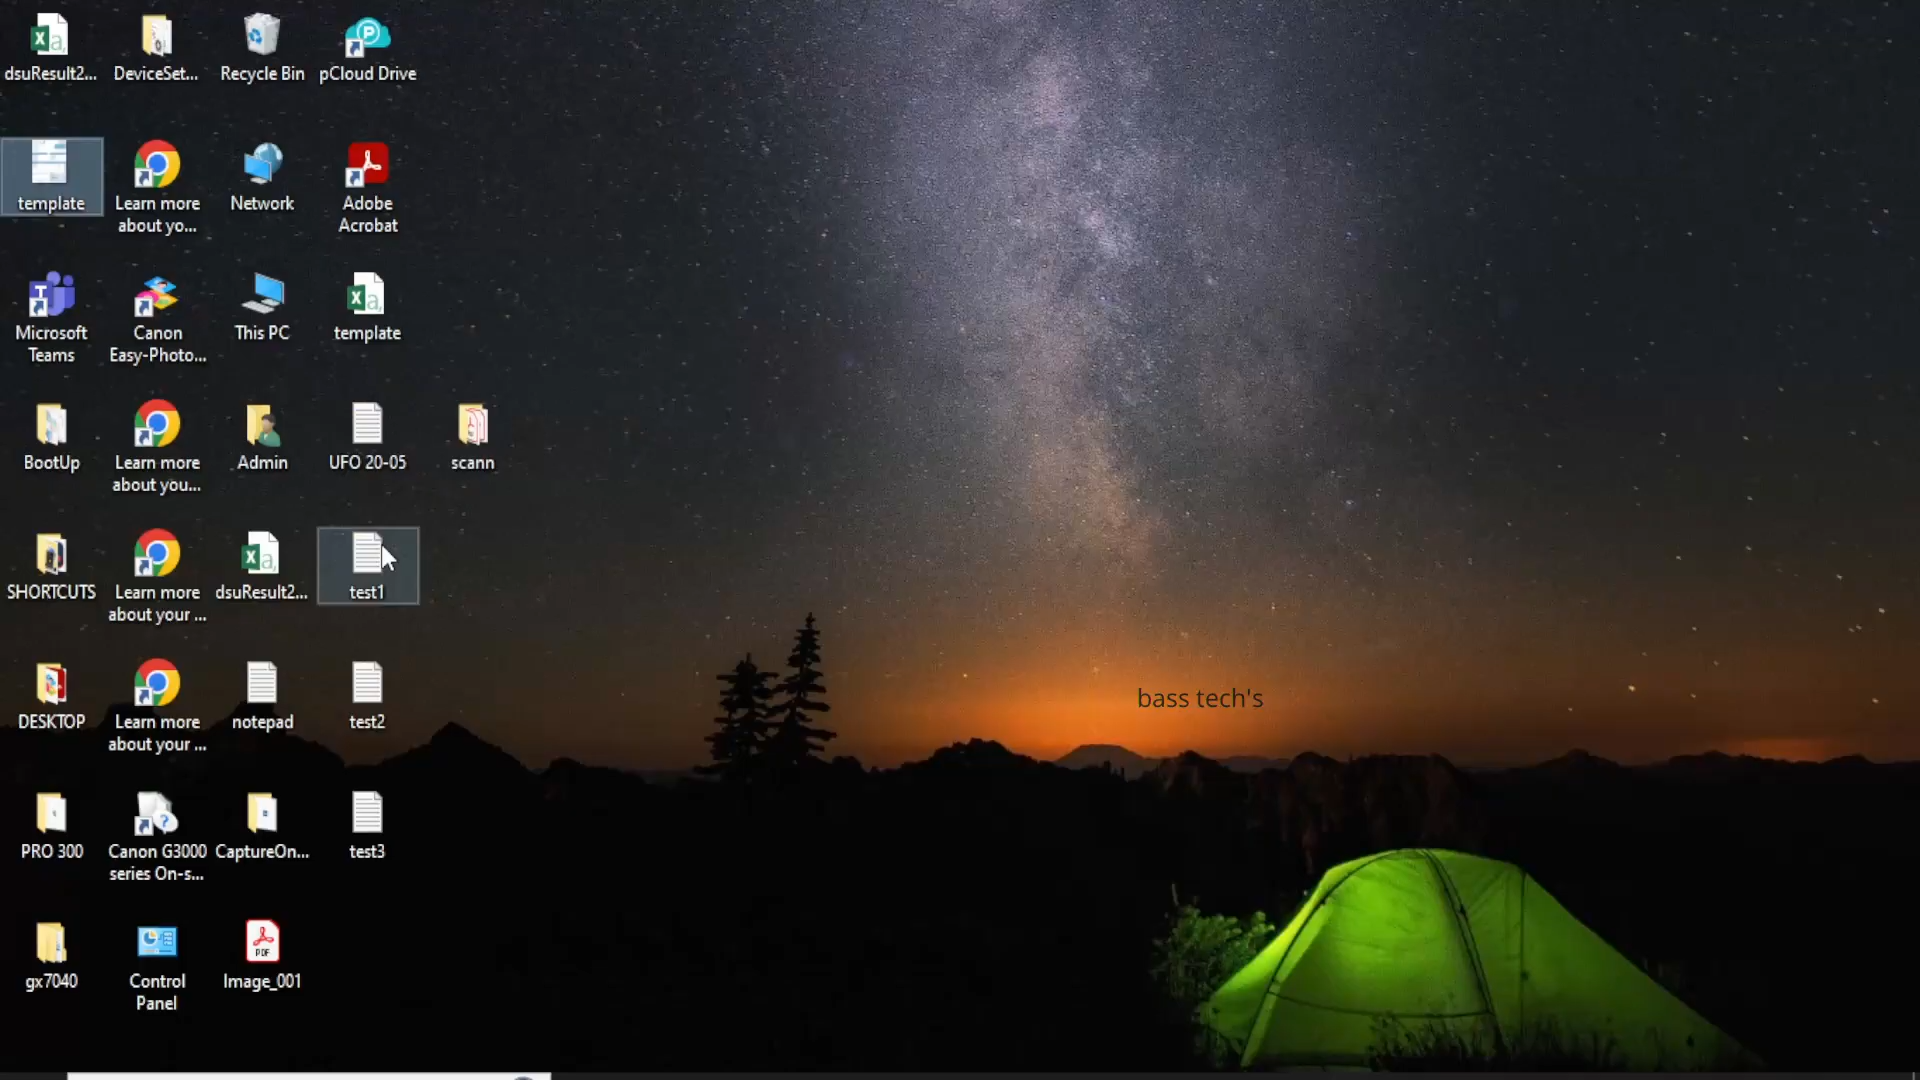 dsuResult2...
DeviceSet...
Recycle Bin
pCloud Drive
template
Learn more
about yo...
Network
Adobe
Acrobat
Microsoft
Teams
Canon
Easy-Photo...
This PC
template
BootUp
Learn more
about you...
Admin
UFO 20-05
scann
SHORTCUTS
Learn more
about your ...
dsuResult2...
test1
DESKTOP
Learn more
about your ...
notepad
test2
bass tech's
PRO 300
Canon G3000
series On-s...
CaptureOn...
test3
gx7040
Control
Panel
Image_001